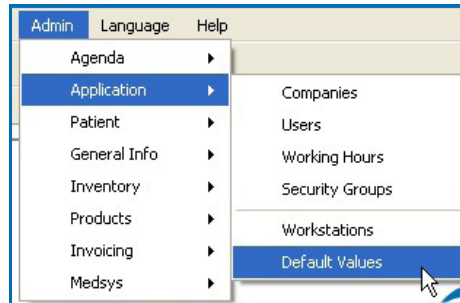 Admin Language Help
Agenda
Application
Patient
General Info
Inventory
Products
Invoicing
Medsys
Companies
Users
Working Hours
Security Groups
Workstations
Default Values